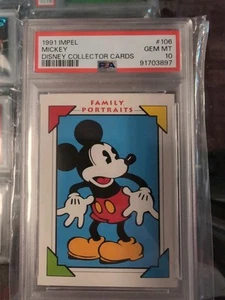 1991 IMPEL #106
MICKEY GEM MT
DISNEY COLLECTOR CARDS 10
PSA 91703897
FAMILY
PORTRAITS